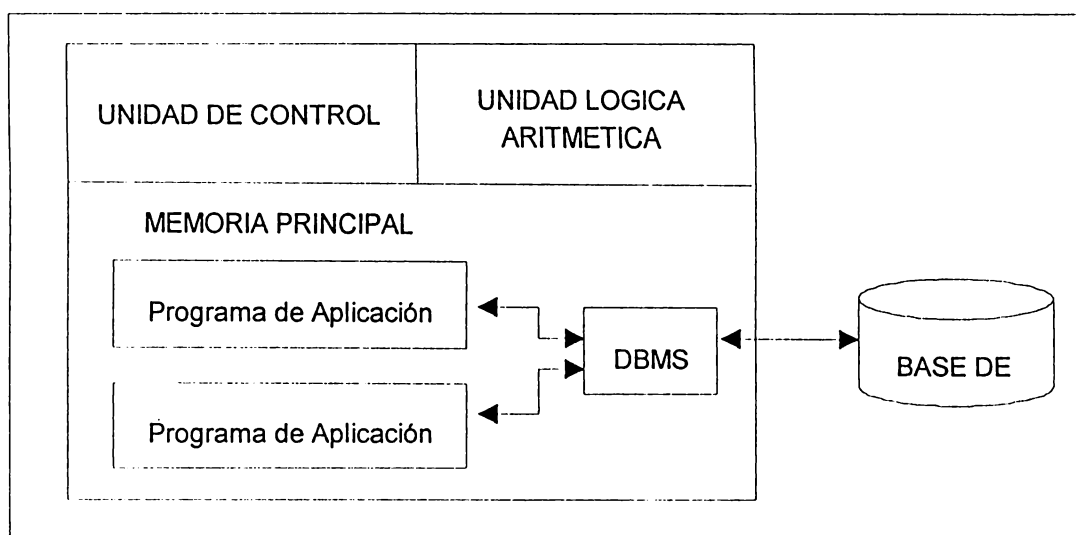 UNIDAD DE CONTROL
UNIDAD LOGICA
ARITMETICA
MEMORIA PRINCIPAL
Programa de Aplicación
Programa de Aplicación
DBMS
BASE DE